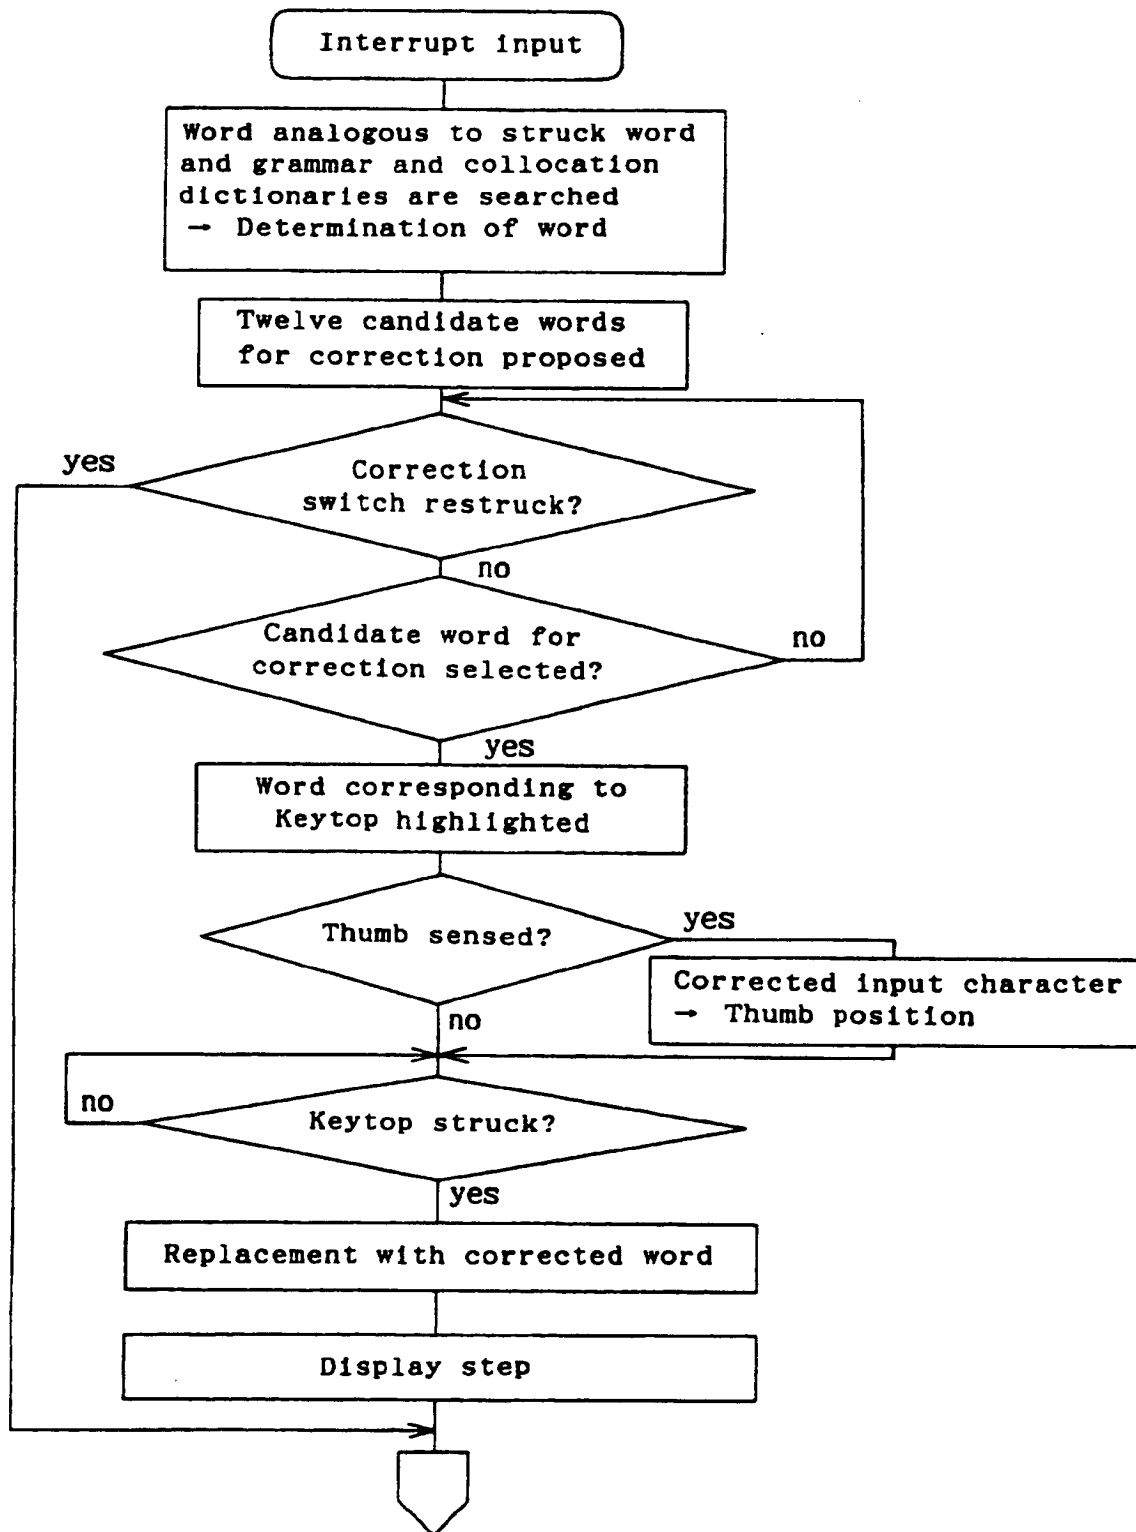 Interrupt input
Word analogous to struck word
and grammar and collocation
dictionaries are searched
→ Determination of word
Twelve candidate words
for correction proposed
yes
Correction
switch restruck?
no
Candidate word for
correction selected?
no
yes
Word corresponding to
Keytop highlighted
Thumb sensed?
yes
Corrected input character
→ Thumb position
no
no
Keytop struck?
yes
Replacement with corrected word
Display step